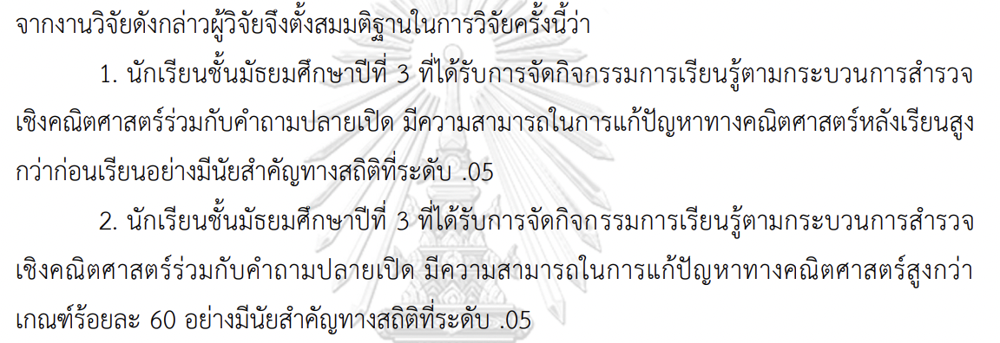 จากงานวิจัยดังกล่าวผู้วิจัยจึงตั้งสมมติฐานในการวิจัยครั้งนี้ว่า
1. นักเรียนชั้นมัธยมศึกษาปีที่ 3 ที่ได้รับการจัดกิจกรรมการเรียนรู้ตามกระบวนการสำรวจ
เชิงคณิตศาสตร์ร่วมกับคำถามปลายเปิด มีความสามารถในการแก้ปัญหาทางคณิตศาสตร์หลังเรียนสูง
กว่าก่อนเรียนอย่างมีนัยสำคัญทางสถิติที่ระดับ .05
2. นักเรียนชั้นมัธยมศึกษาปีที่ 3 ที่ได้รับการจัดกิจกรรมการเรียนรู้ตามกระบวนการสำรวจ
เชิงคณิตศาสตร์ร่วมกับคำถามปลายเปิด มีความสามารถในการแก้ปัญหาทางคณิตศาสตร์สูงกว่า
เกณฑ์ร้อยละ 60 อย่างมีนัยสำคัญทางสถิติที่ระดับ .05